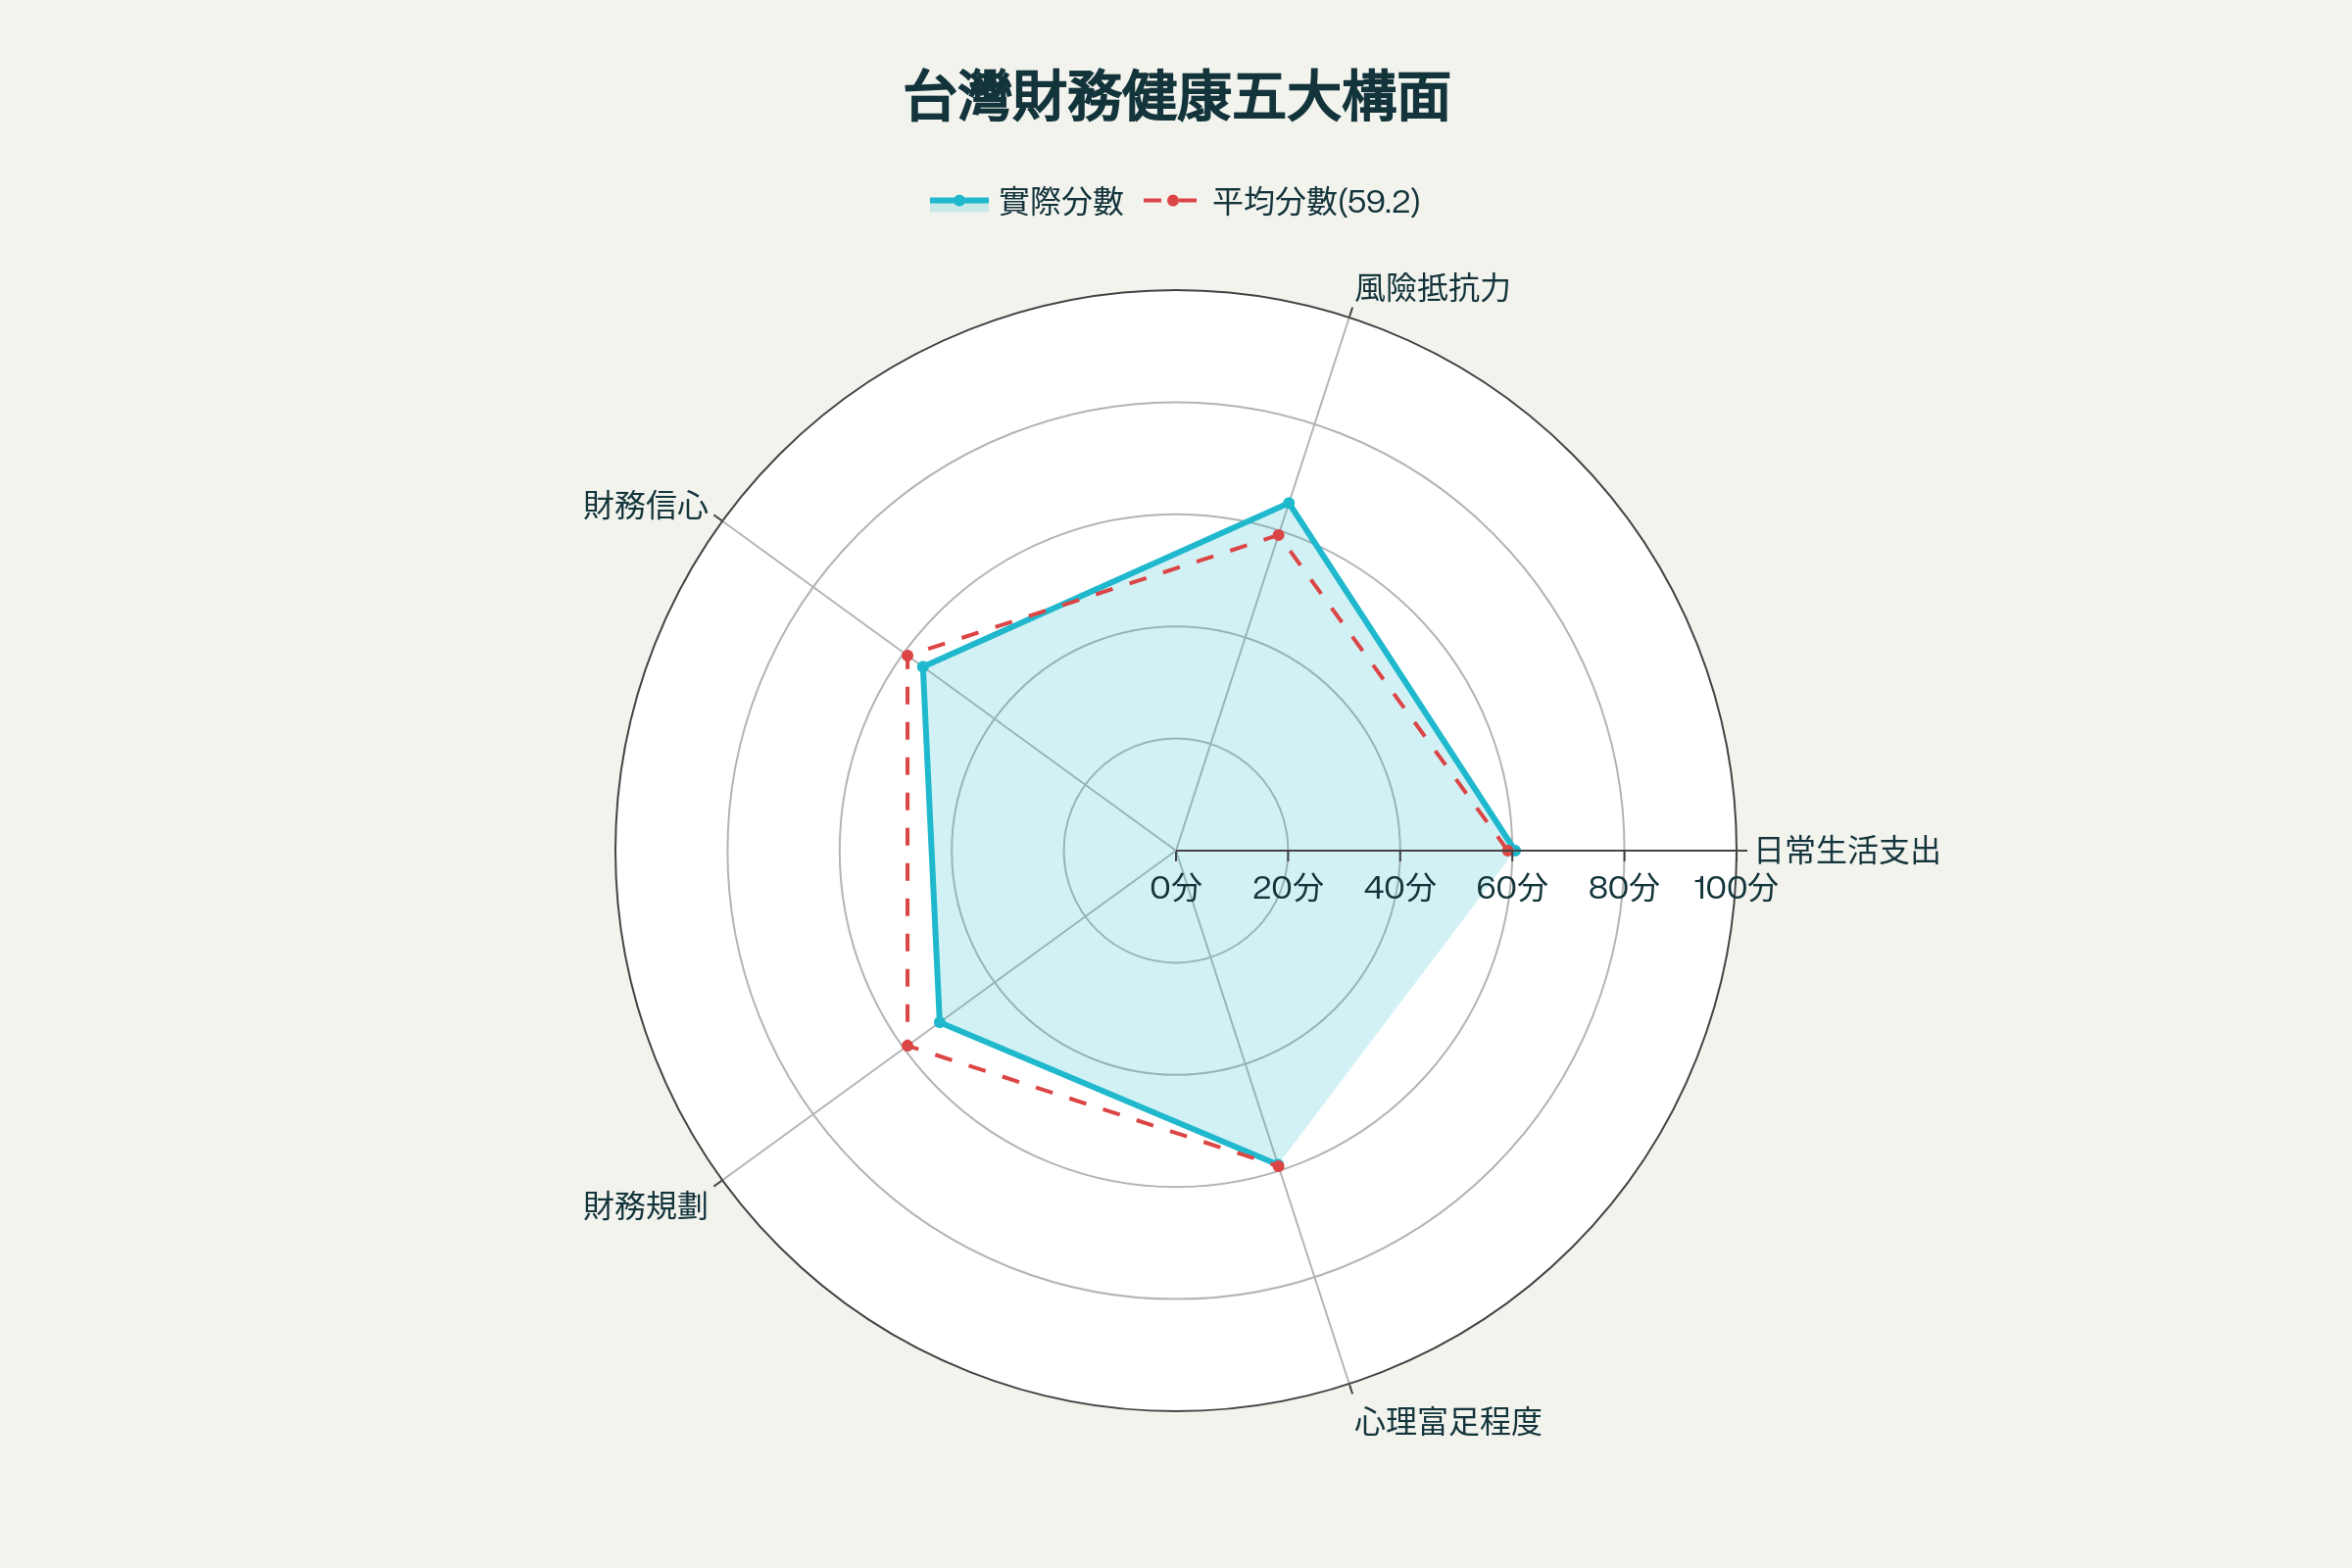 台灣財務健康五大構面
實際分數 平均分數(59.2)
風險抵抗力
財務信心
日常生活支出
0分 20分 40分 60分 80分 100分
財務規劃
心理富足程度